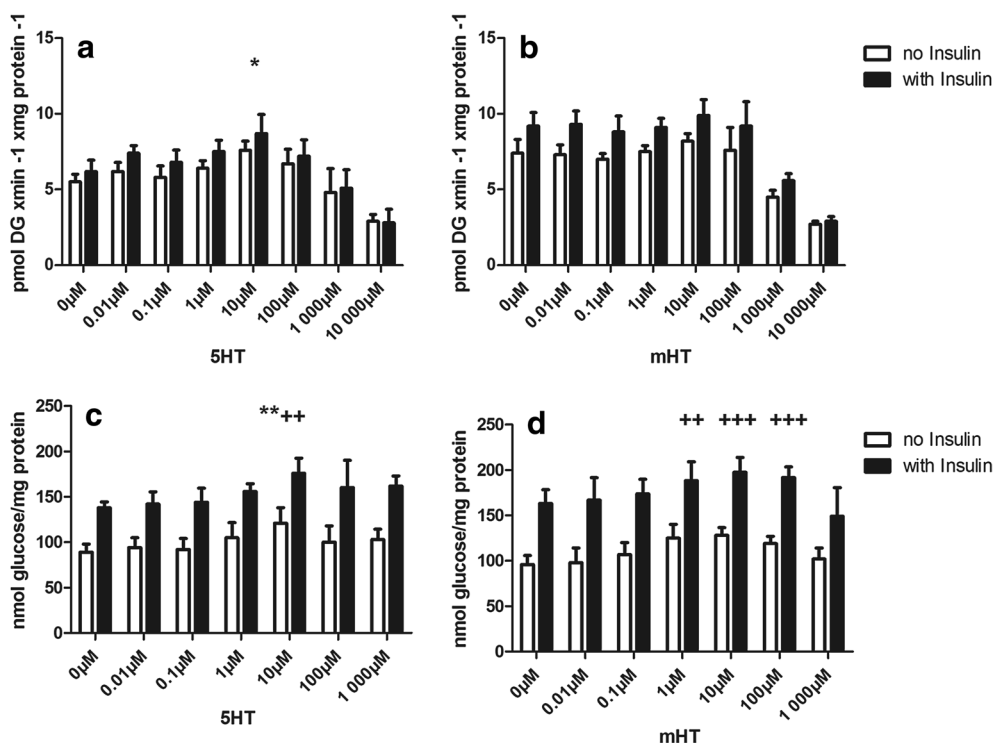 pmol DG xmin -1 xmg protein -1
a
15
10
5
0
*
0µM
0.01µM
0.1µM
1µM
10µM
100µM
1 000µM
10 000µM
5HT
pmol DG xmin -1 xmg protein -1
b
15
10
5
0
0µM
0.01µM
0.1µM
1µM
10µM
100µM
1 000µM
10 000µM
mHT
no Insulin
with Insulin
nmol glucose/mg protein
c
250
200
150
100
50
0
**++
0µM
0.01µM
0.1µM
1µM
10µM
100µM
1 000µM
5HT
nmol glucose/mg protein
d
250
200
150
100
50
0
++ +++ +++
0µM
0.01µM
0.1µM
1µM
10µM
100µM
1 000µM
mHT
no Insulin
with Insulin